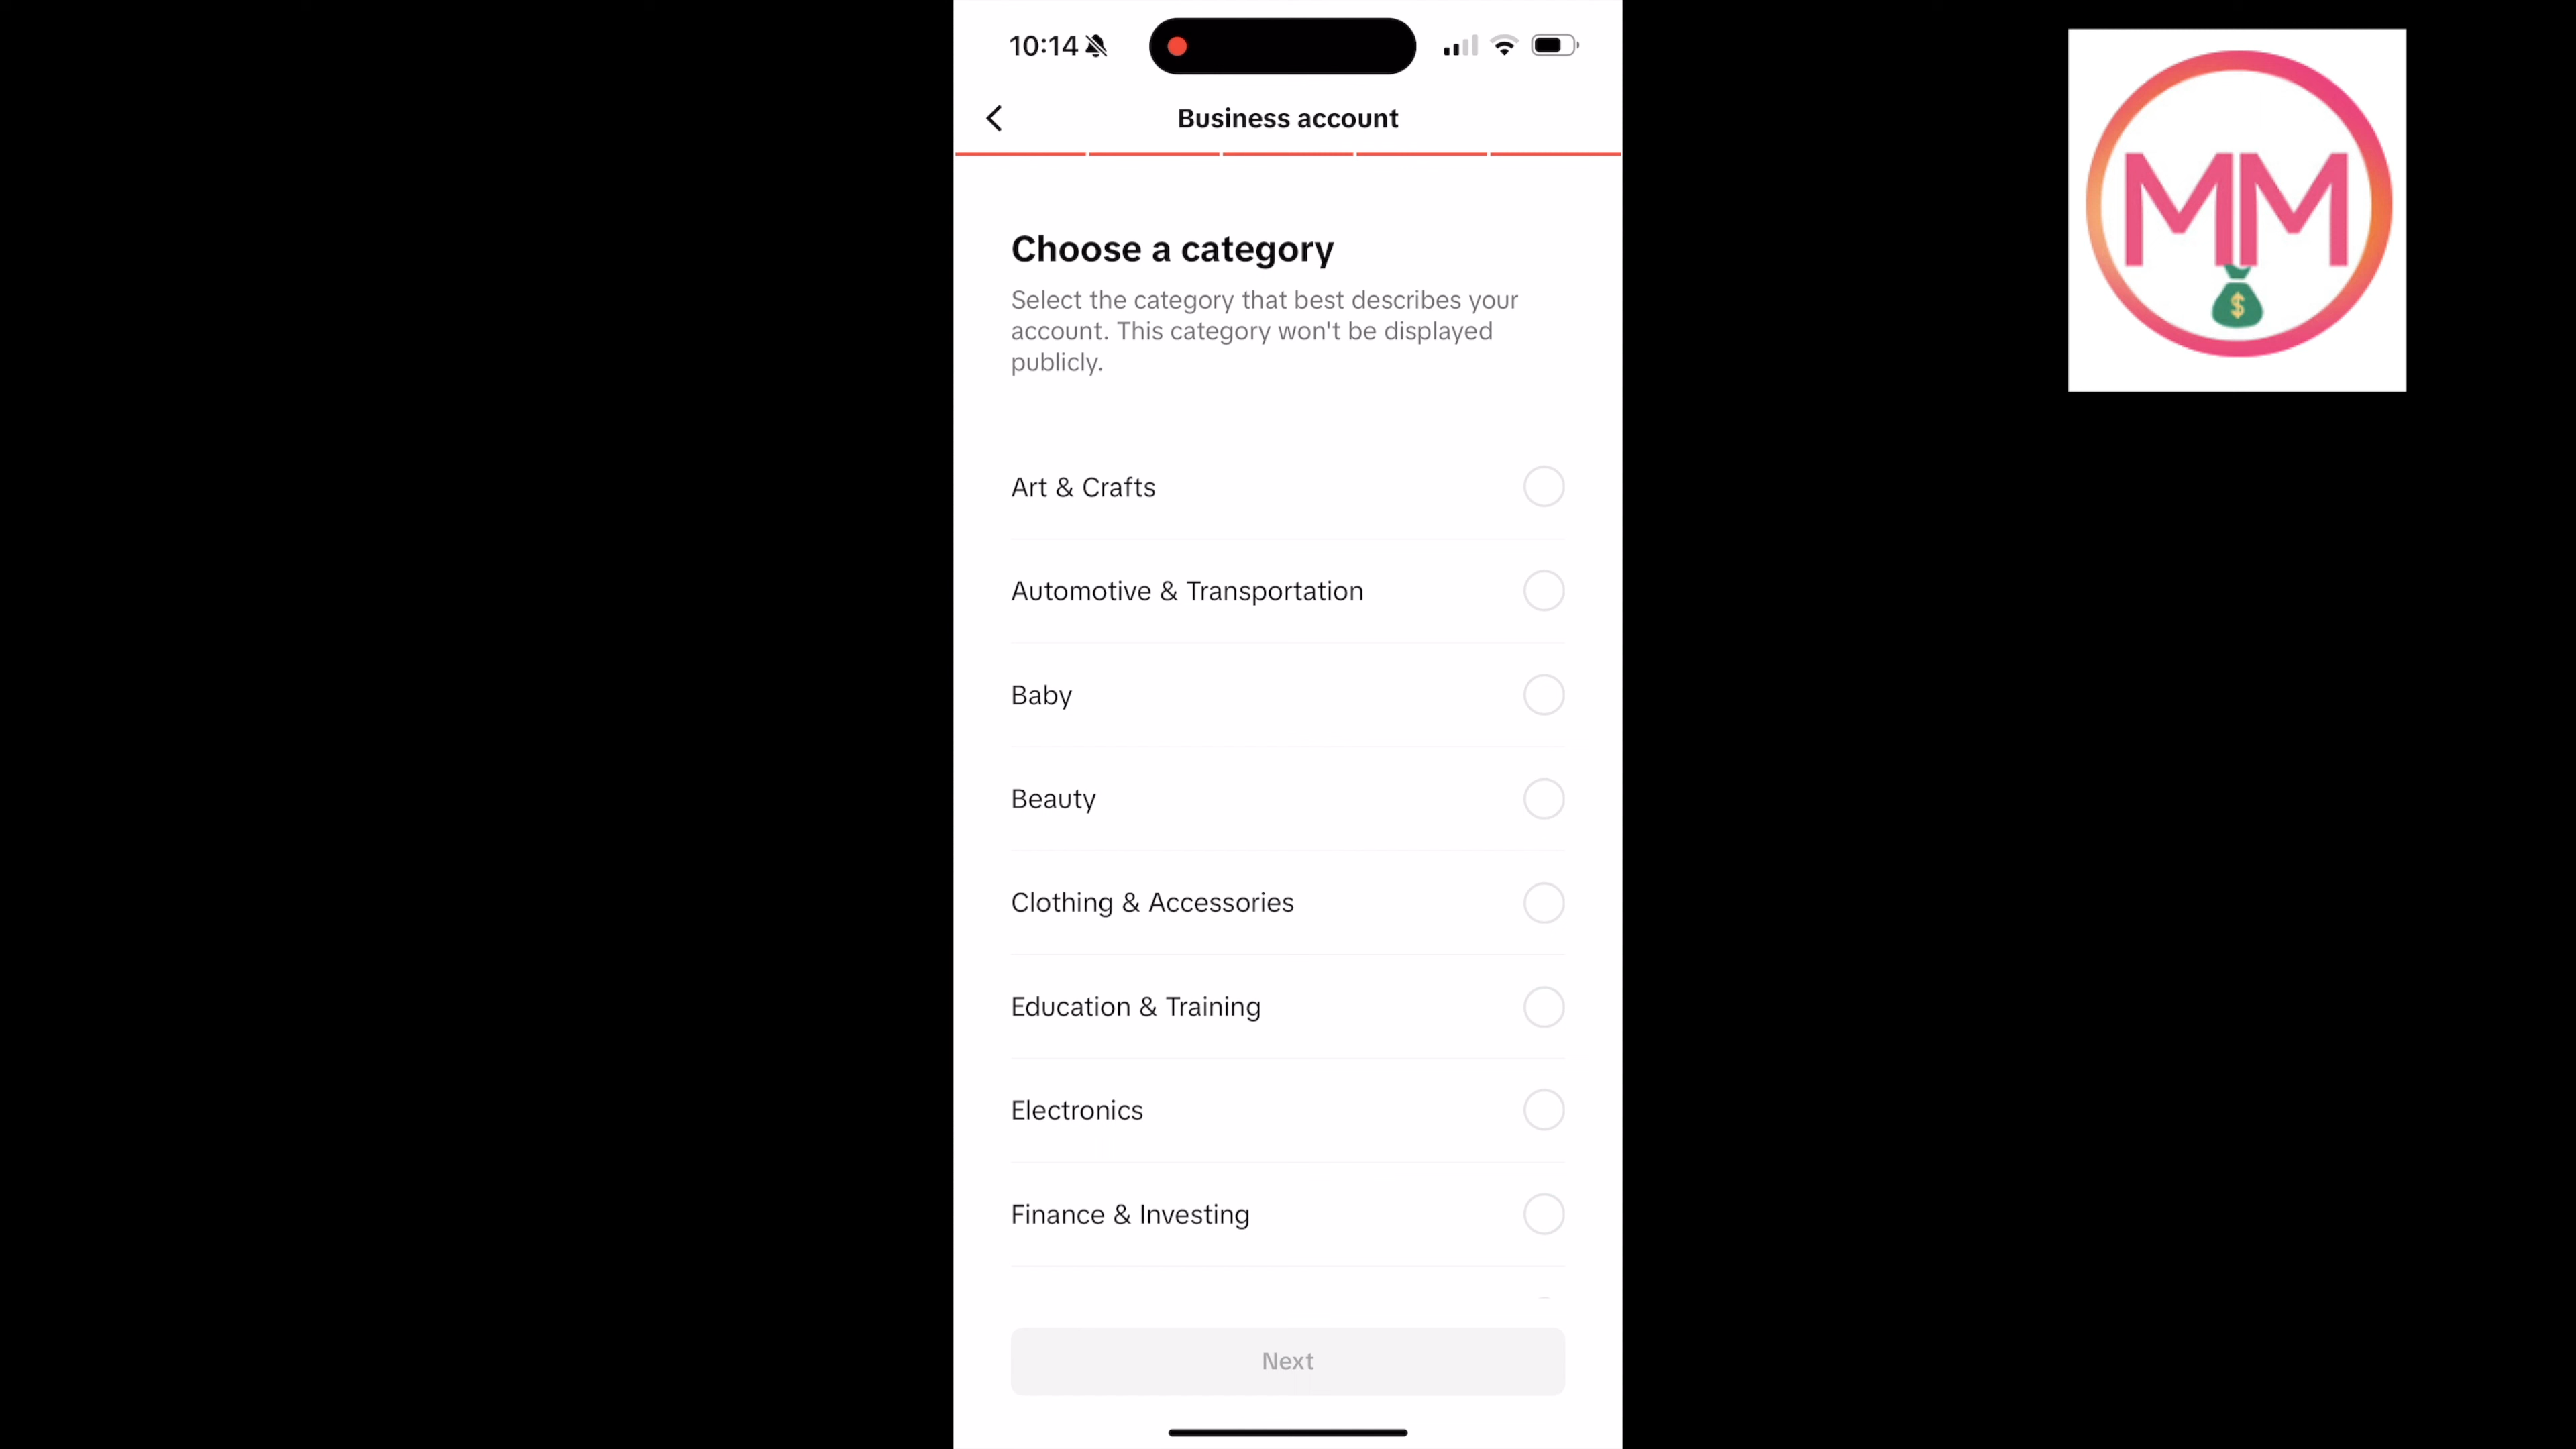 10:14
Business account
Choose a category
Select the category that best describes your
account. This category won't be displayed
publicly.
Art & Crafts
Automotive & Transportation
Baby
Beauty
Clothing & Accessories
Education & Training
Electronics
Finance & Investing
Next
MM
$